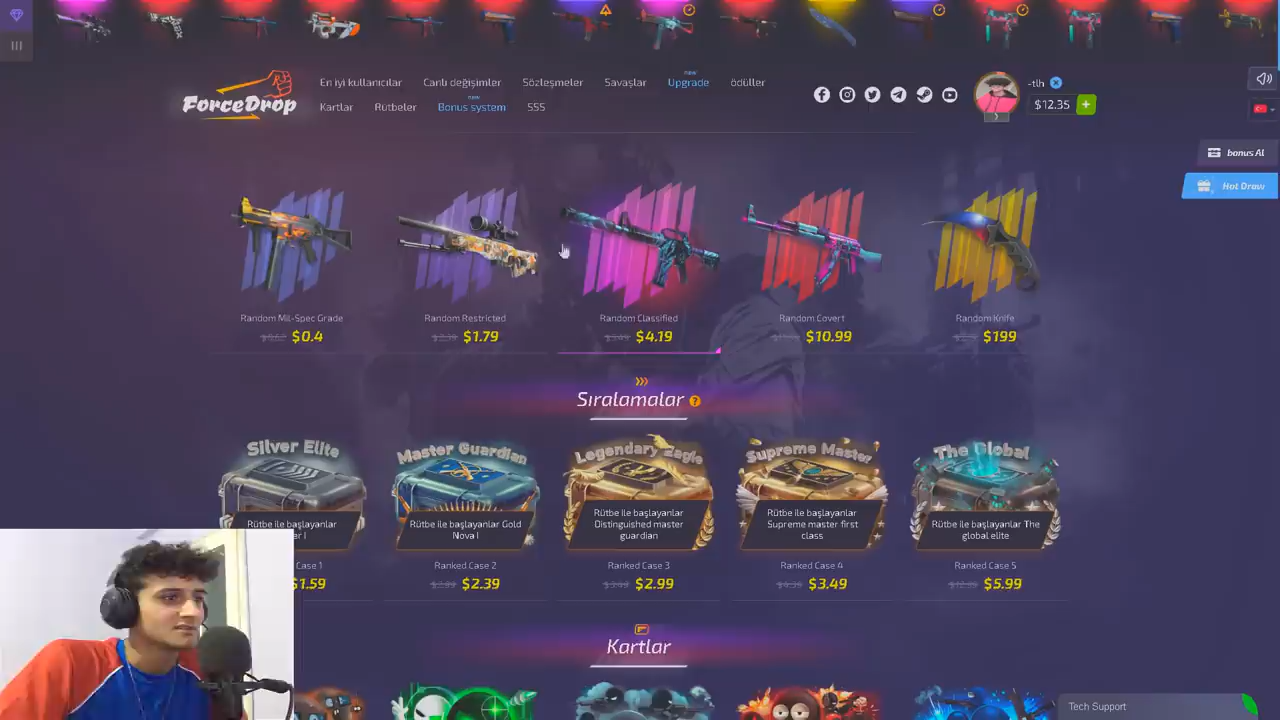 En iyi kullanıcılar
Canlı değişimler
Sözleşmeler
Savaşlar
new
Upgrade
ödüller
ForceDrop
Kartlar
Rütbeler
new
Bonus system
SSS
-tlh
$12.35 +
bonus Al
Hot Draw
Random Mil-Spec Grade
$0.4
Random Restricted
$1.79
Random Classified
$4.19
Random Covert
$10.99
Random Knife
$199
Sıralamalar ?
Silver Elite
Master Guardian
Legendary Eagle
Supreme Master
The Global
Rütbe ile başlayanlar
Rütbe ile başlayanlar Gold
Nova I
Rütbe ile başlayanlar
Distinguished master
guardian
Rütbe ile başlayanlar
Supreme master first
class
Rütbe ile başlayanlar The
global elite
Case 1
$1.59
Ranked Case 2
$2.39
Ranked Case 3
$2.99
Ranked Case 4
$3.49
Ranked Case 5
$5.99
Kartlar
Tech Support